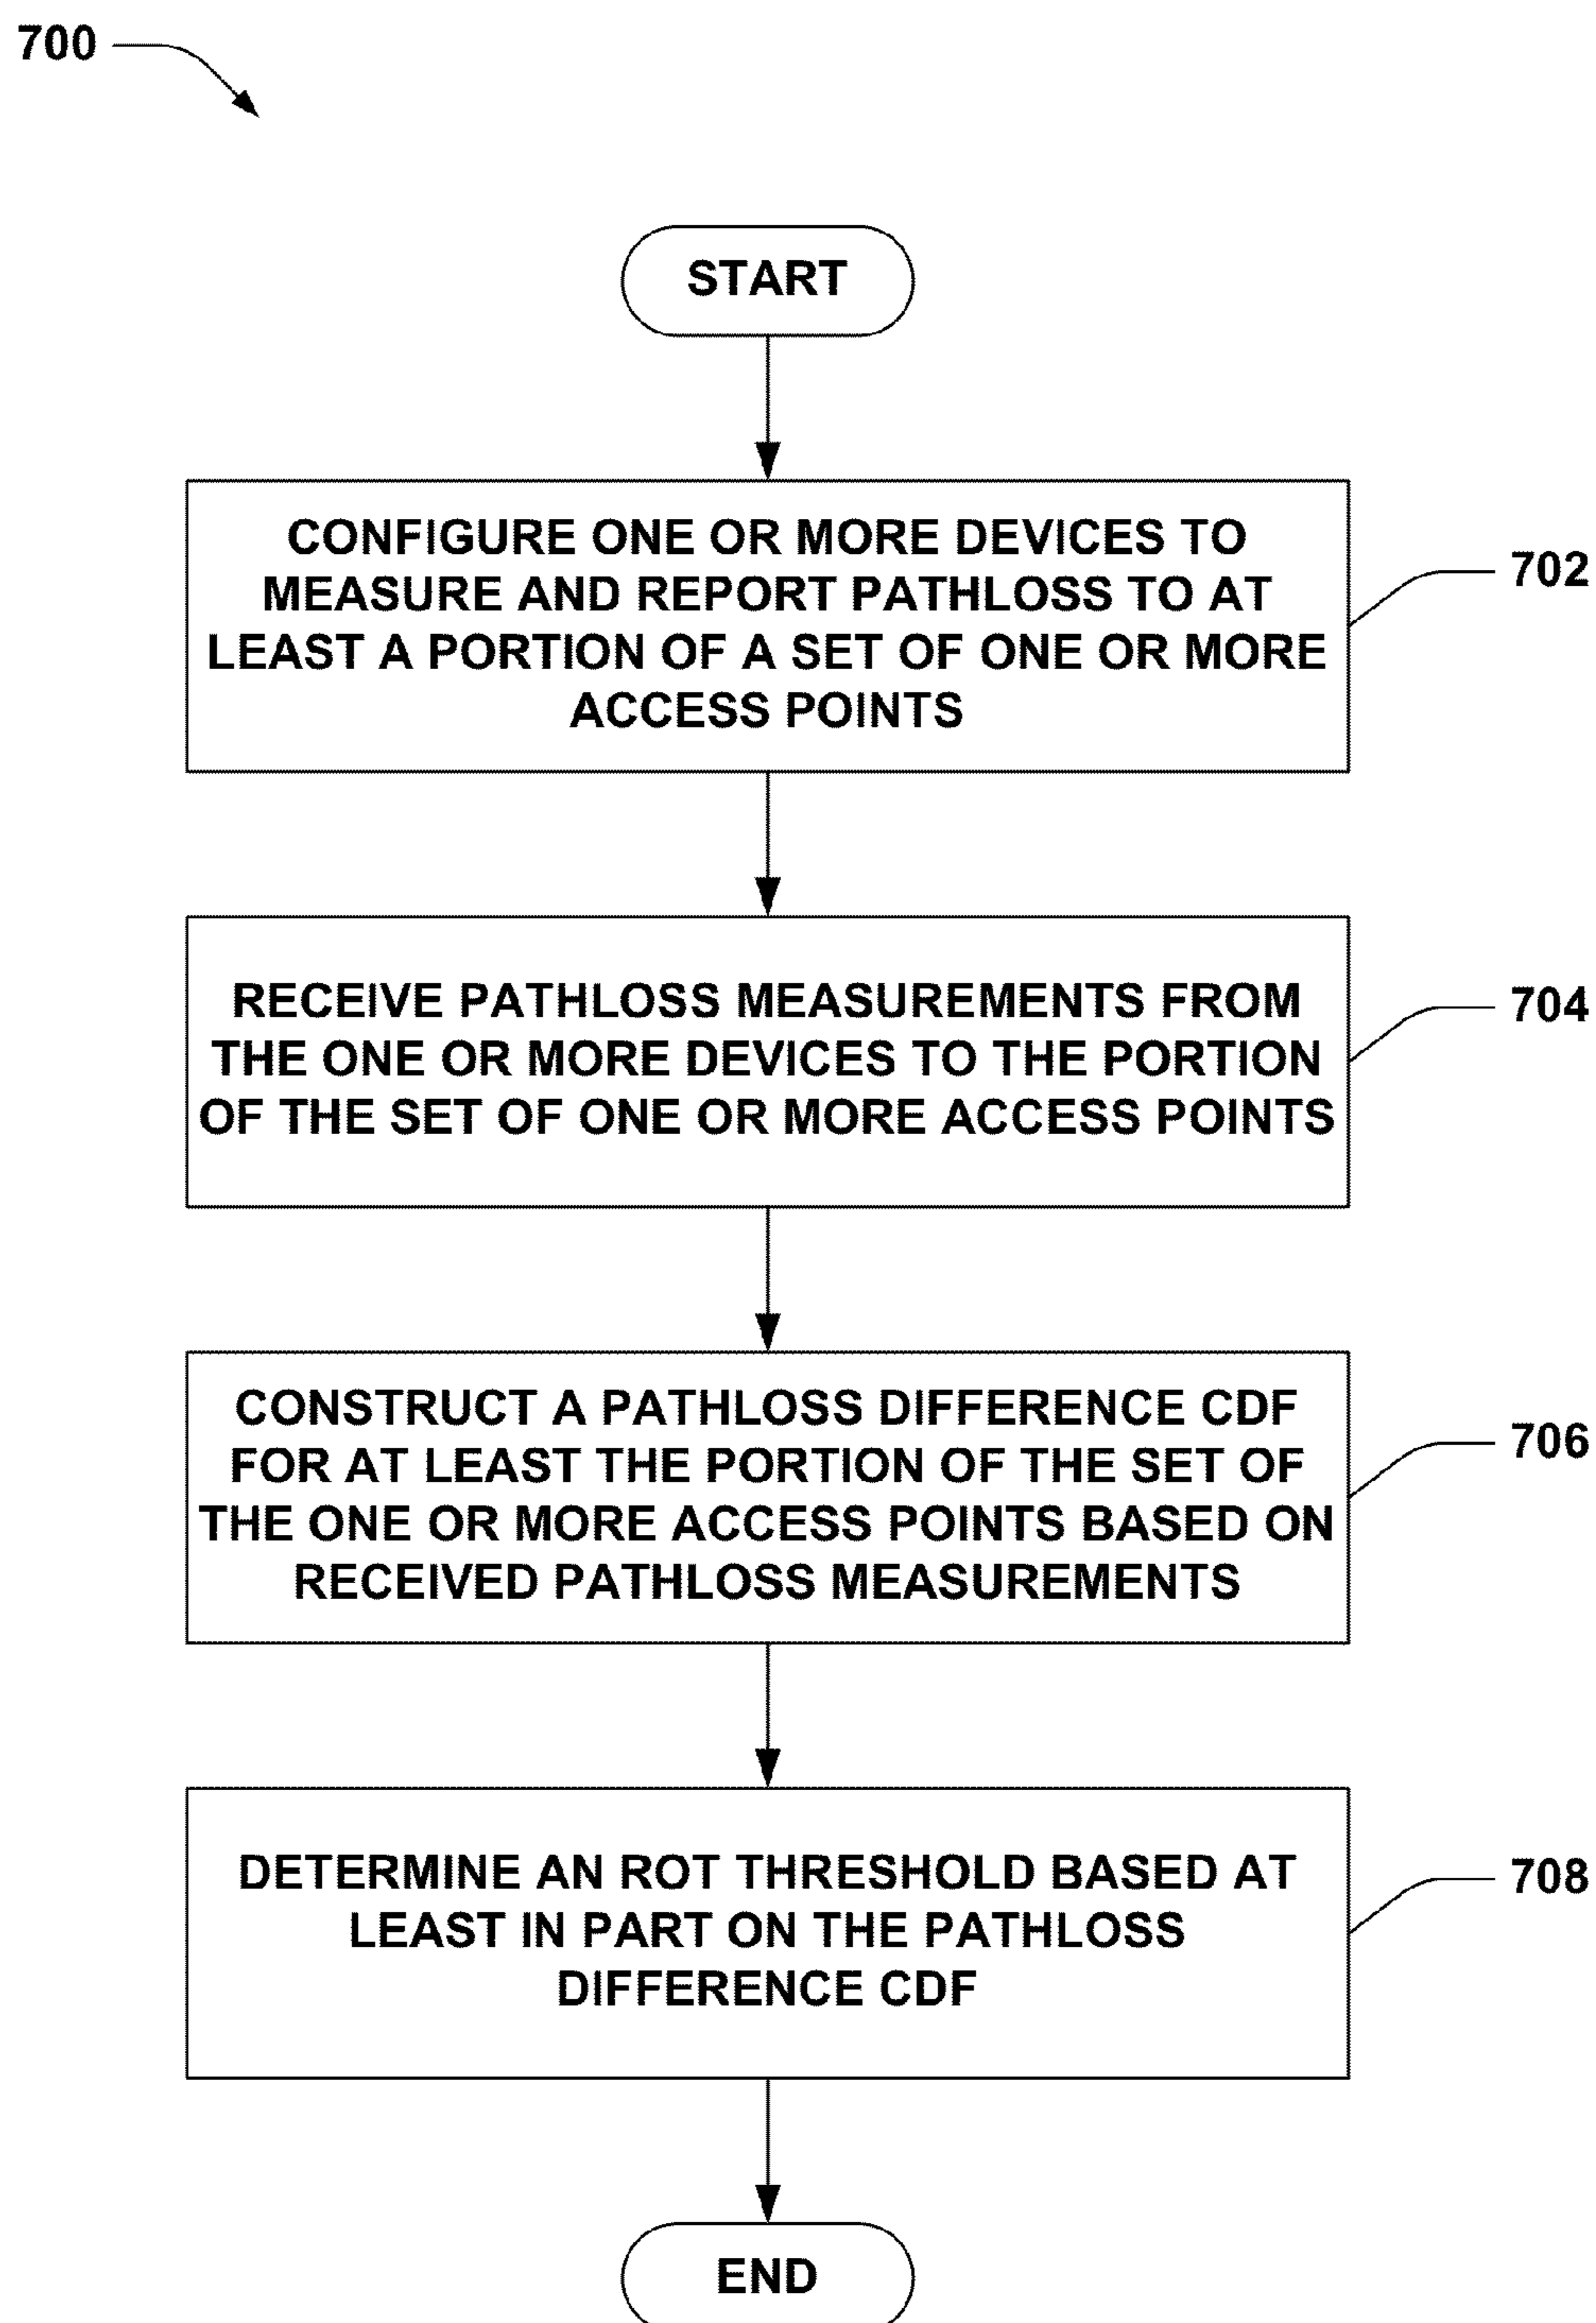 700
START
CONFIGURE ONE OR MORE DEVICES TO
MEASURE AND REPORT PATHLOSS TO AT
LEAST A PORTION OF A SET OF ONE OR MORE
ACCESS POINTS
702
RECEIVE PATHLOSS MEASUREMENTS FROM
THE ONE OR MORE DEVICES TO THE PORTION
OF THE SET OF ONE OR MORE ACCESS POINTS
704
CONSTRUCT A PATHLOSS DIFFERENCE CDF
FOR AT LEAST THE PORTION OF THE SET OF
THE ONE OR MORE ACCESS POINTS BASED ON
RECEIVED PATHLOSS MEASUREMENTS
706
DETERMINE AN ROT THRESHOLD BASED AT
LEAST IN PART ON THE PATHLOSS
DIFFERENCE CDF
708
END